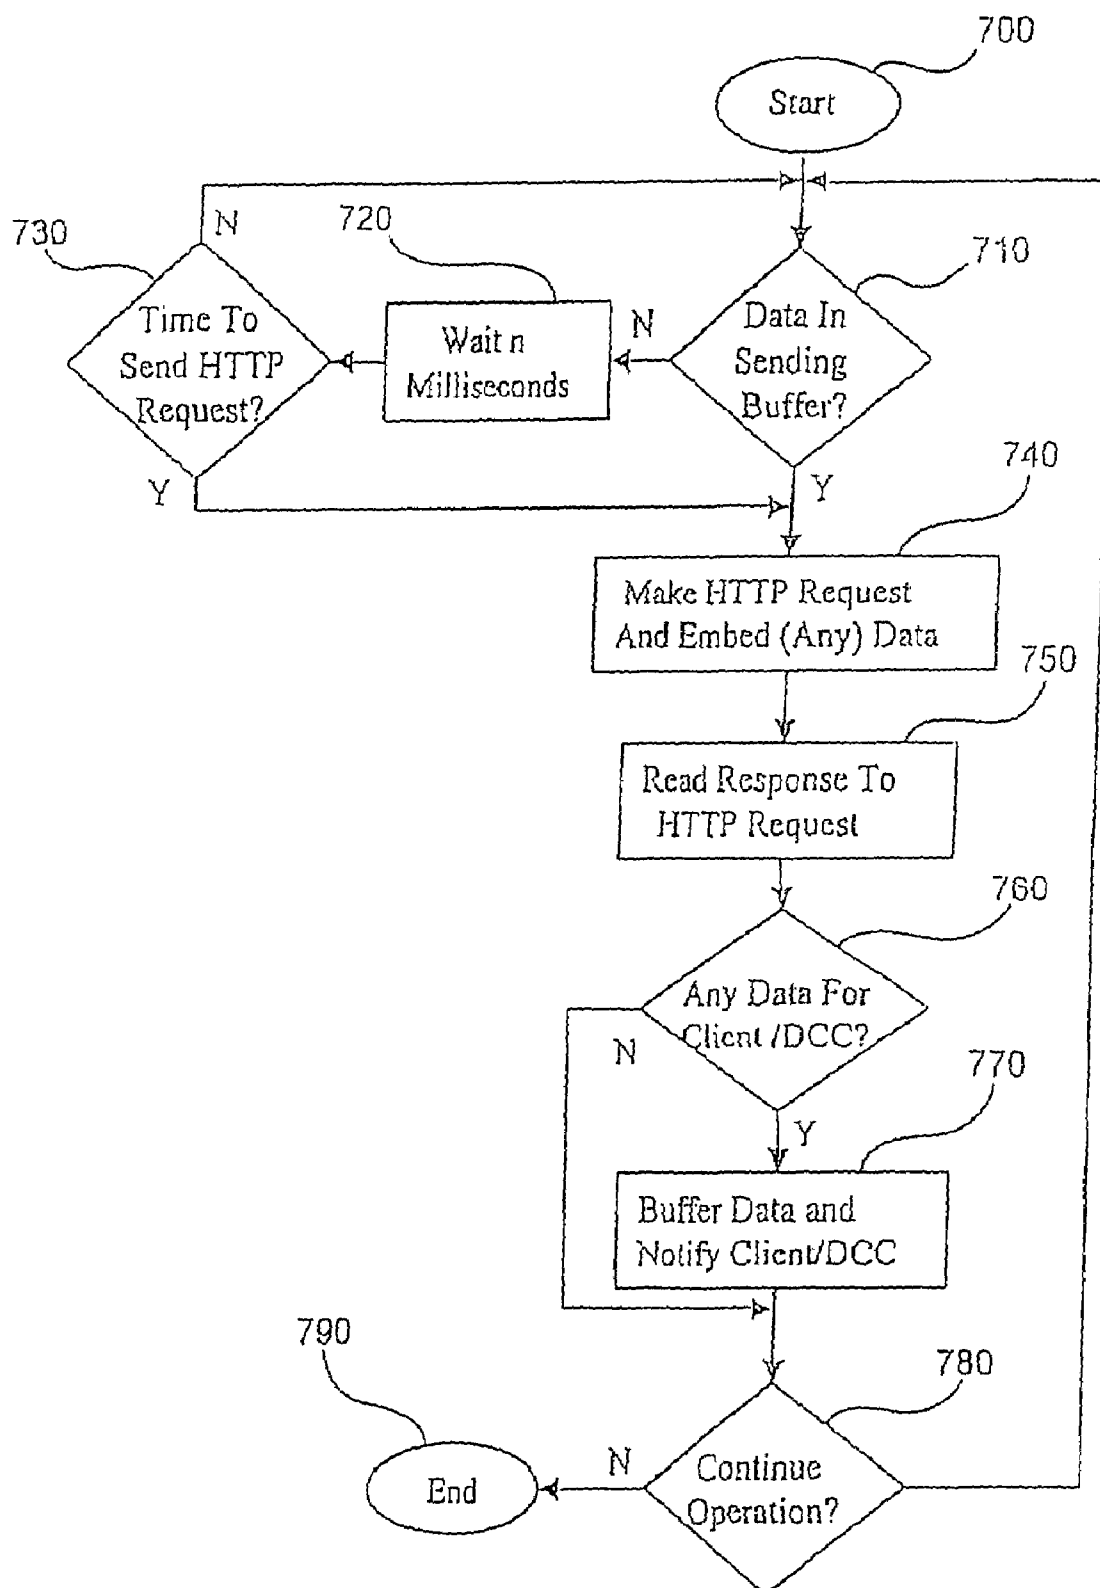 700
Start
730
N
720
710
Time To
Send HTTP
Request?
Wait n
Milliseconds
N
Data In
Sending
Buffer?
Y
Y
740
Make HTTP Request
And Embed (Any) Data
750
Read Response To
HTTP Request
760
Any Data For
Client/DCC?
N
770
Y
Buffer Data and
Notify Client/DCC
790
780
End
N
Continue
Operation?